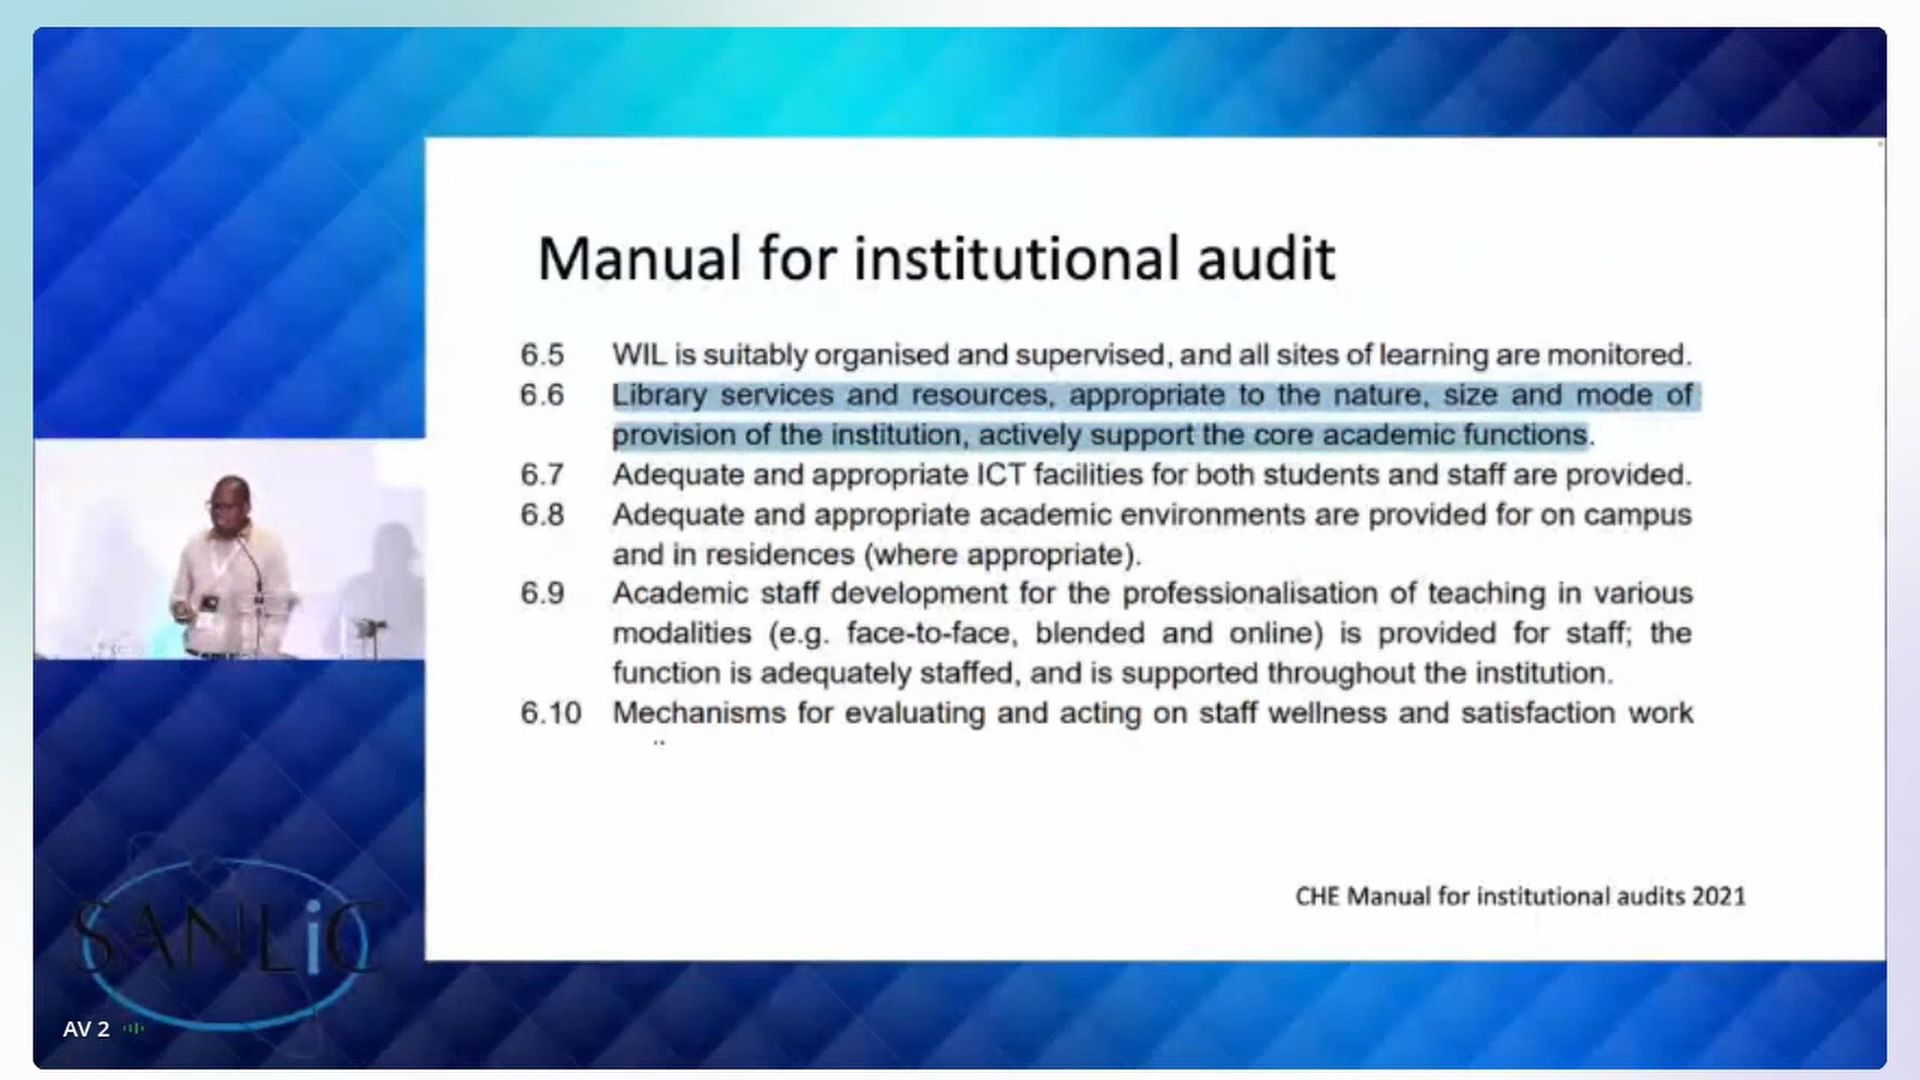 Manual for institutional audit
6.5 WIL is suitably organised and supervised, and all sites of learning are monitored.
6.6 Library services and resources, appropriate to the nature, size and mode of
provision of the institution, actively support the core academic functions.
6.7 Adequate and appropriate ICT facilities for both students and staff are provided.
6.8 Adequate and appropriate academic environments are provided for on campus
and in residences (where appropriate).
6.9 Academic staff development for the professionalisation of teaching in various
modalities (e.g. face-to-face, blended and online) is provided for staff; the
function is adequately staffed, and is supported throughout the institution.
6.10 Mechanisms for evaluating and acting on staff wellness and satisfaction work
CHE Manual for institutional audits 2021
SANLiC
AV 2